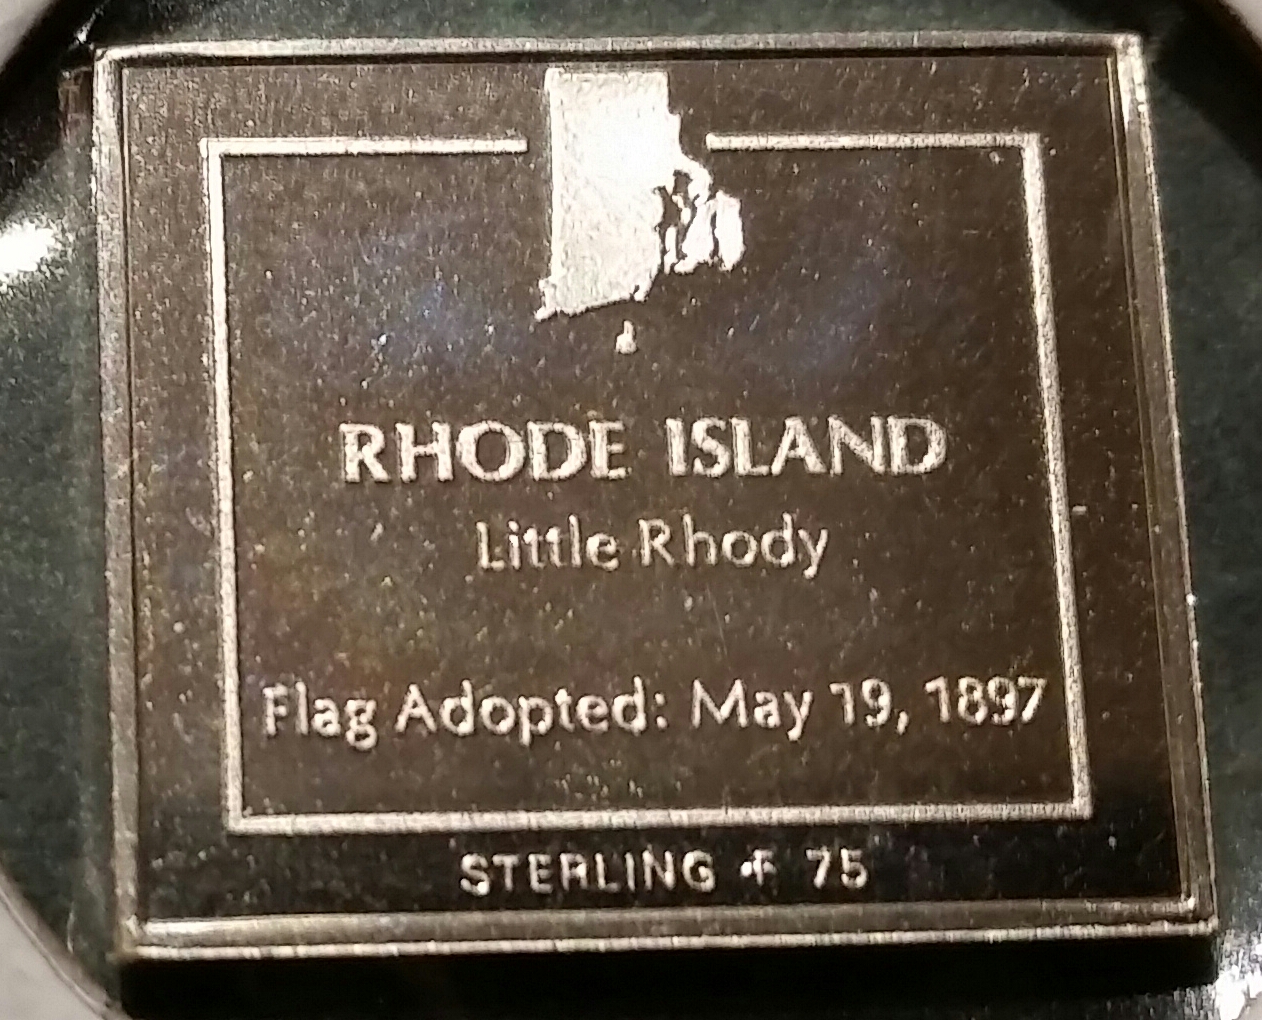 RHODE ISLAND
Little Rhody
Flag Adopted: May 19, 1897
STERLING 75